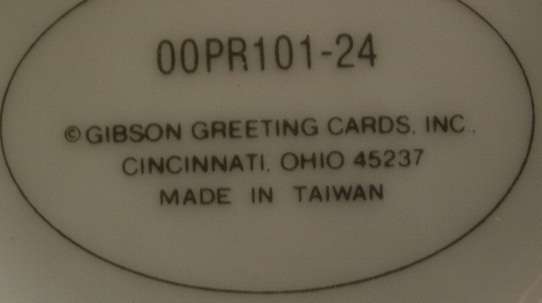 00PR101-24
© GIBSON GREETING CARDS, INC.
CINCINNATI, OHIO 45237
MADE IN TAIWAN